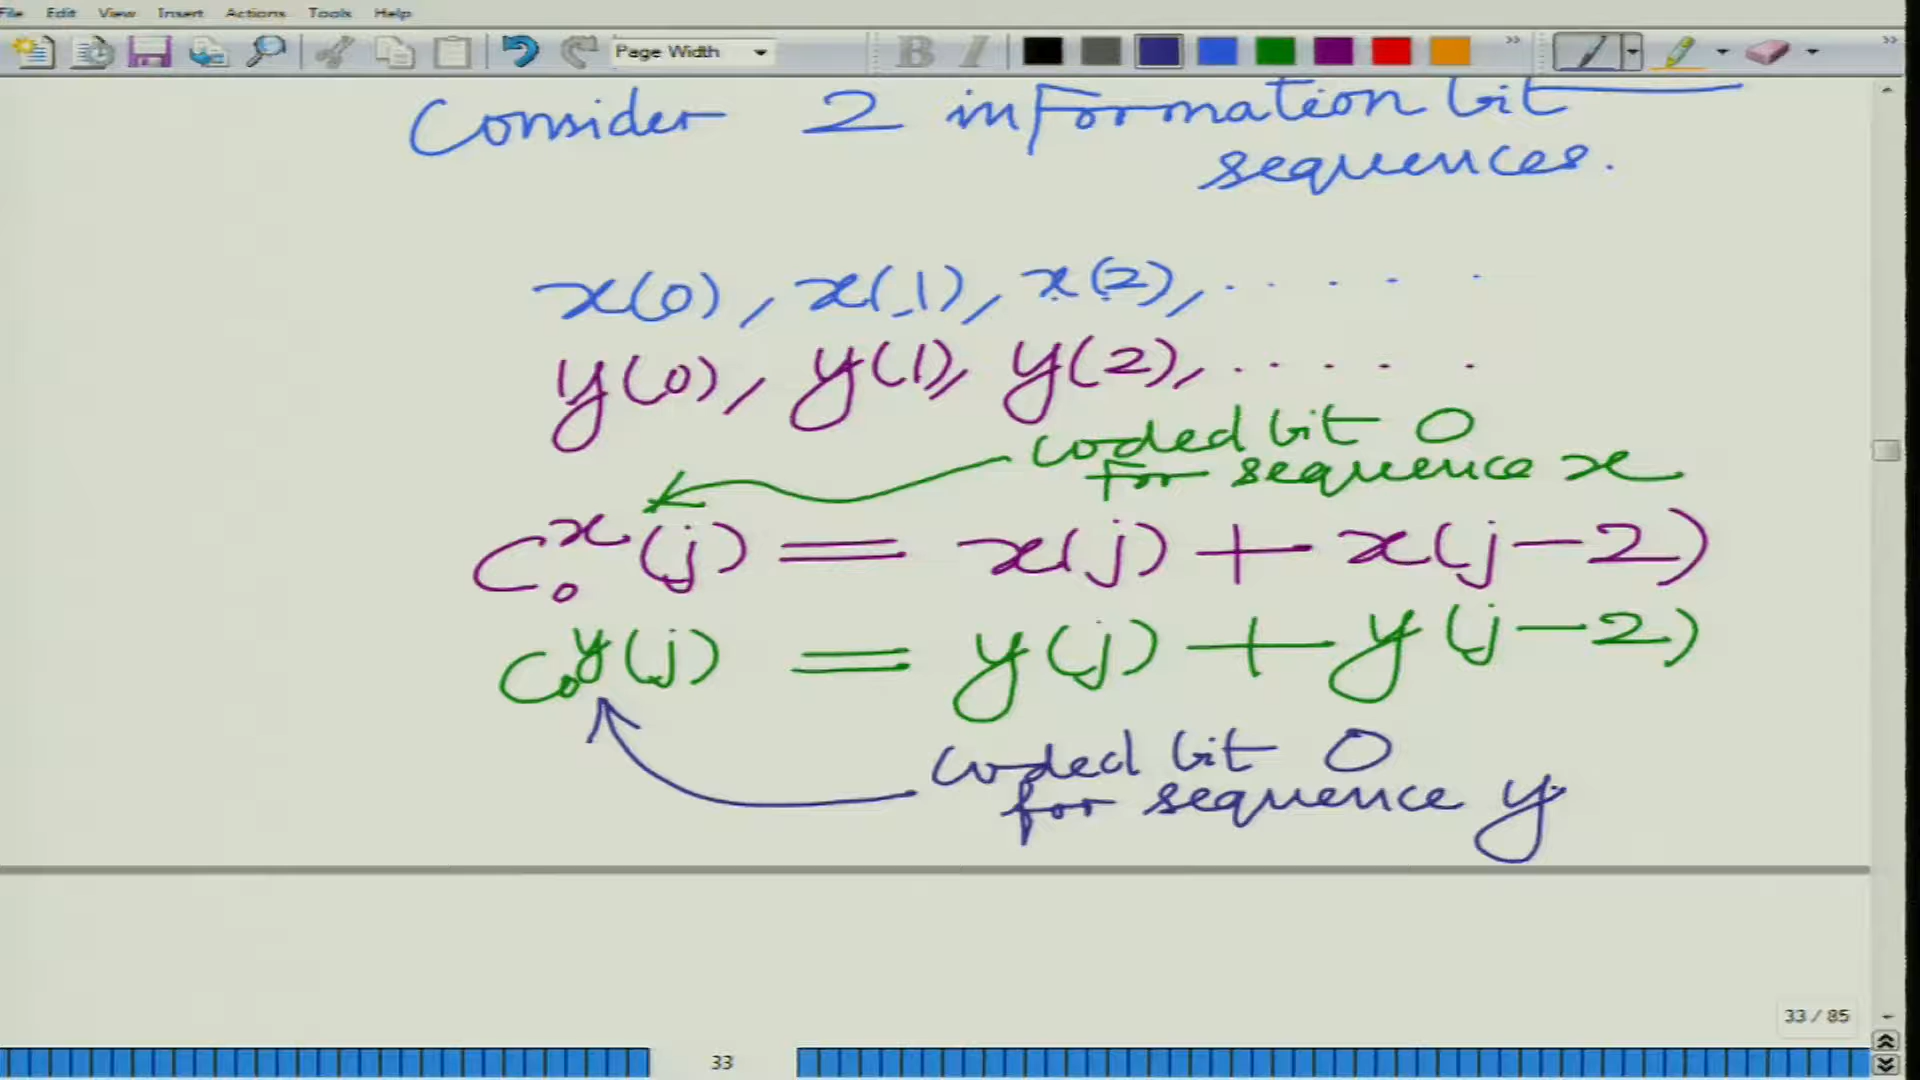 File Edit View Insert Actions Tools Help
Page Width B I
Consider 2 information bit
sequences.
x(0), x(1), x(2), . . . . .
y(0), y(1), y(2), . . . . .
coded bit 0
for sequence x
C₀ˣ(j) = x(j) + x(j-2)
C₀ʸ(j) = y(j) + y(j-2)
coded bit 0
for sequence y
33 / 85
33